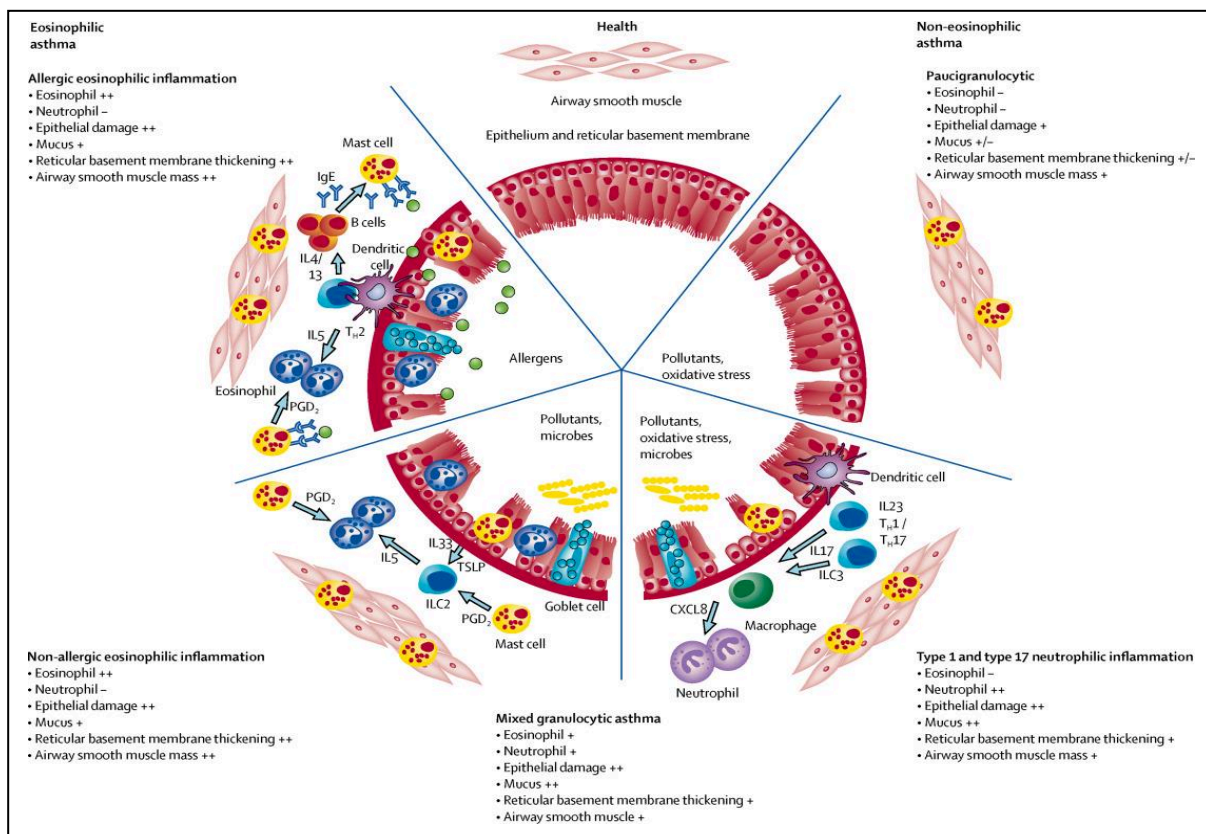 Eosinophilic
asthma
Allergic eosinophilic inflammation
• Eosinophil ++
• Neutrophil –
• Epithelial damage ++
• Mucus +
• Reticular basement membrane thickening ++
• Airway smooth muscle mass ++
Mast cell
IgE
B cells
IL4/
13
Dendritic
cell
IL5
TH2
Eosinophil
PGD2
Allergens
Health
Airway smooth muscle
Epithelium and reticular basement membrane
Non-eosinophilic
asthma
Paucigranulocytic
• Eosinophil –
• Neutrophil –
• Epithelial damage +
• Mucus +/–
• Reticular basement membrane thickening +/–
• Airway smooth muscle mass +
Pollutants,
oxidative stress
Pollutants,
microbes
PGD2
IL5
IL33
TSLP
ILC2
PGD2
Goblet cell
Mast cell
Non-allergic eosinophilic inflammation
• Eosinophil ++
• Neutrophil –
• Epithelial damage ++
• Mucus +
• Reticular basement membrane thickening ++
• Airway smooth muscle mass ++
Pollutants,
oxidative stress,
microbes
Dendritic cell
IL23
TH1 /
TH17
IL17
ILC3
CXCL8
Macrophage
Neutrophil
Mixed granulocytic asthma
• Eosinophil +
• Neutrophil +
• Epithelial damage ++
• Mucus ++
• Reticular basement membrane thickening +
• Airway smooth muscle +
Type 1 and type 17 neutrophilic inflammation
• Eosinophil –
• Neutrophil ++
• Epithelial damage ++
• Mucus ++
• Reticular basement membrane thickening +
• Airway smooth muscle mass +